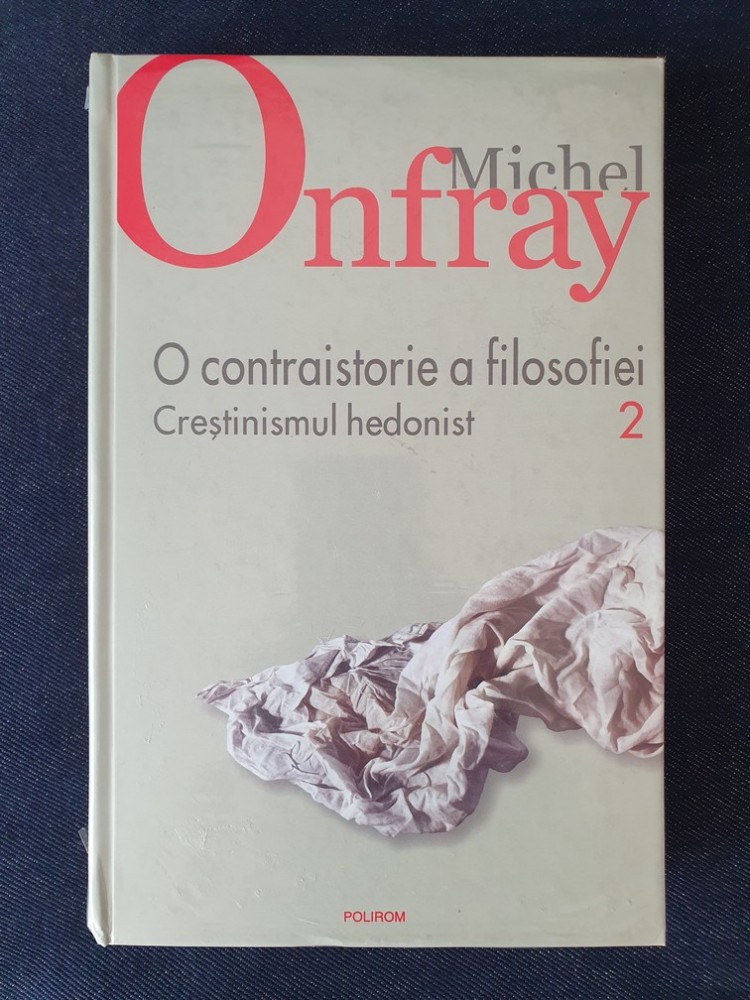 Michel
Onfray
O contraistorie a filosofiei
Creștinismul hedonist 2
POLIROM